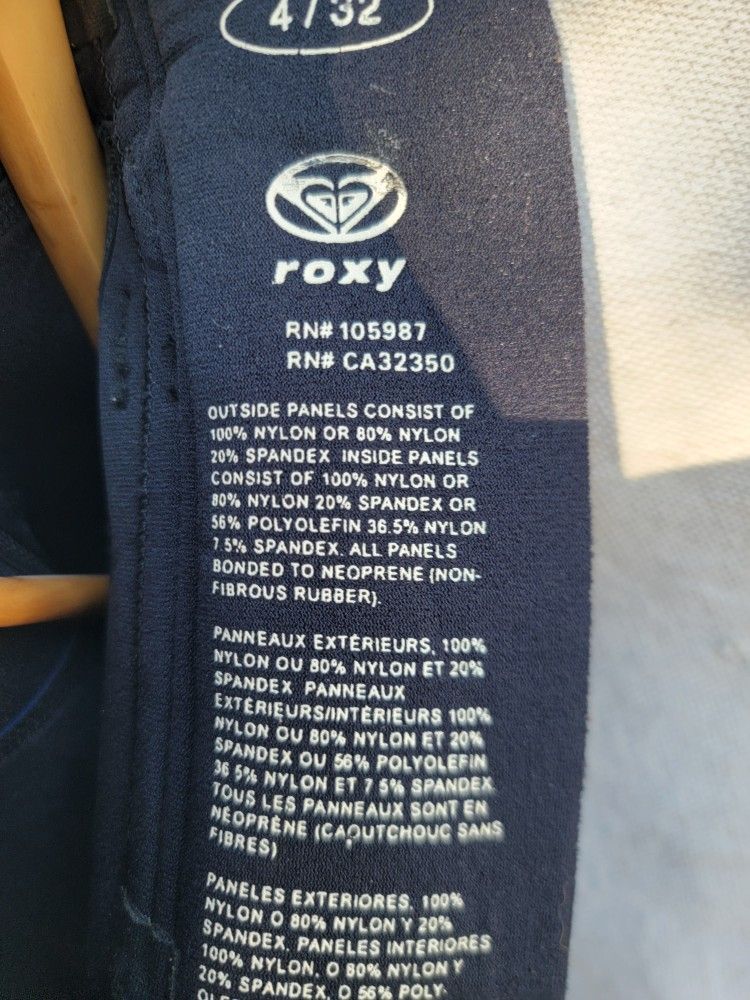 4/32
roxy
RN# 105987
RN# CA32350
OUTSIDE PANELS CONSIST OF
100% NYLON OR 80% NYLON
20% SPANDEX INSIDE PANELS
CONSIST OF 100% NYLON OR
80% NYLON 20% SPANDEX OR
56% POLYOLEFIN 36.5% NYLON
7.5% SPANDEX. ALL PANELS
BONDED TO NEOPRENE (NON-
FIBROUS RUBBER).
PANNEAUX EXTÉRIEURS, 100%
NYLON OU 80% NYLON ET 20%
SPANDEX PANNEAUX
EXTÉRIEURS/INTÉRIEURS 100%
NYLON OU 80% NYLON ET 20%
SPANDEX OU 56% POLYOLEFIN
36 5% NYLON ET 7 5% SPANDEX
TOUS LES PANNEAUX SONT EN
NÉOPRÈNE (CAOUTCHOUC SANS
FIBRES)
PANELES EXTERIORES, 100%
NYLON O 80% NYLON Y 20%
SPANDEX, PANELES INTERIORES
100% NYLON, O 80% NYLON Y
20% SPANDEX, O 56% POLY-